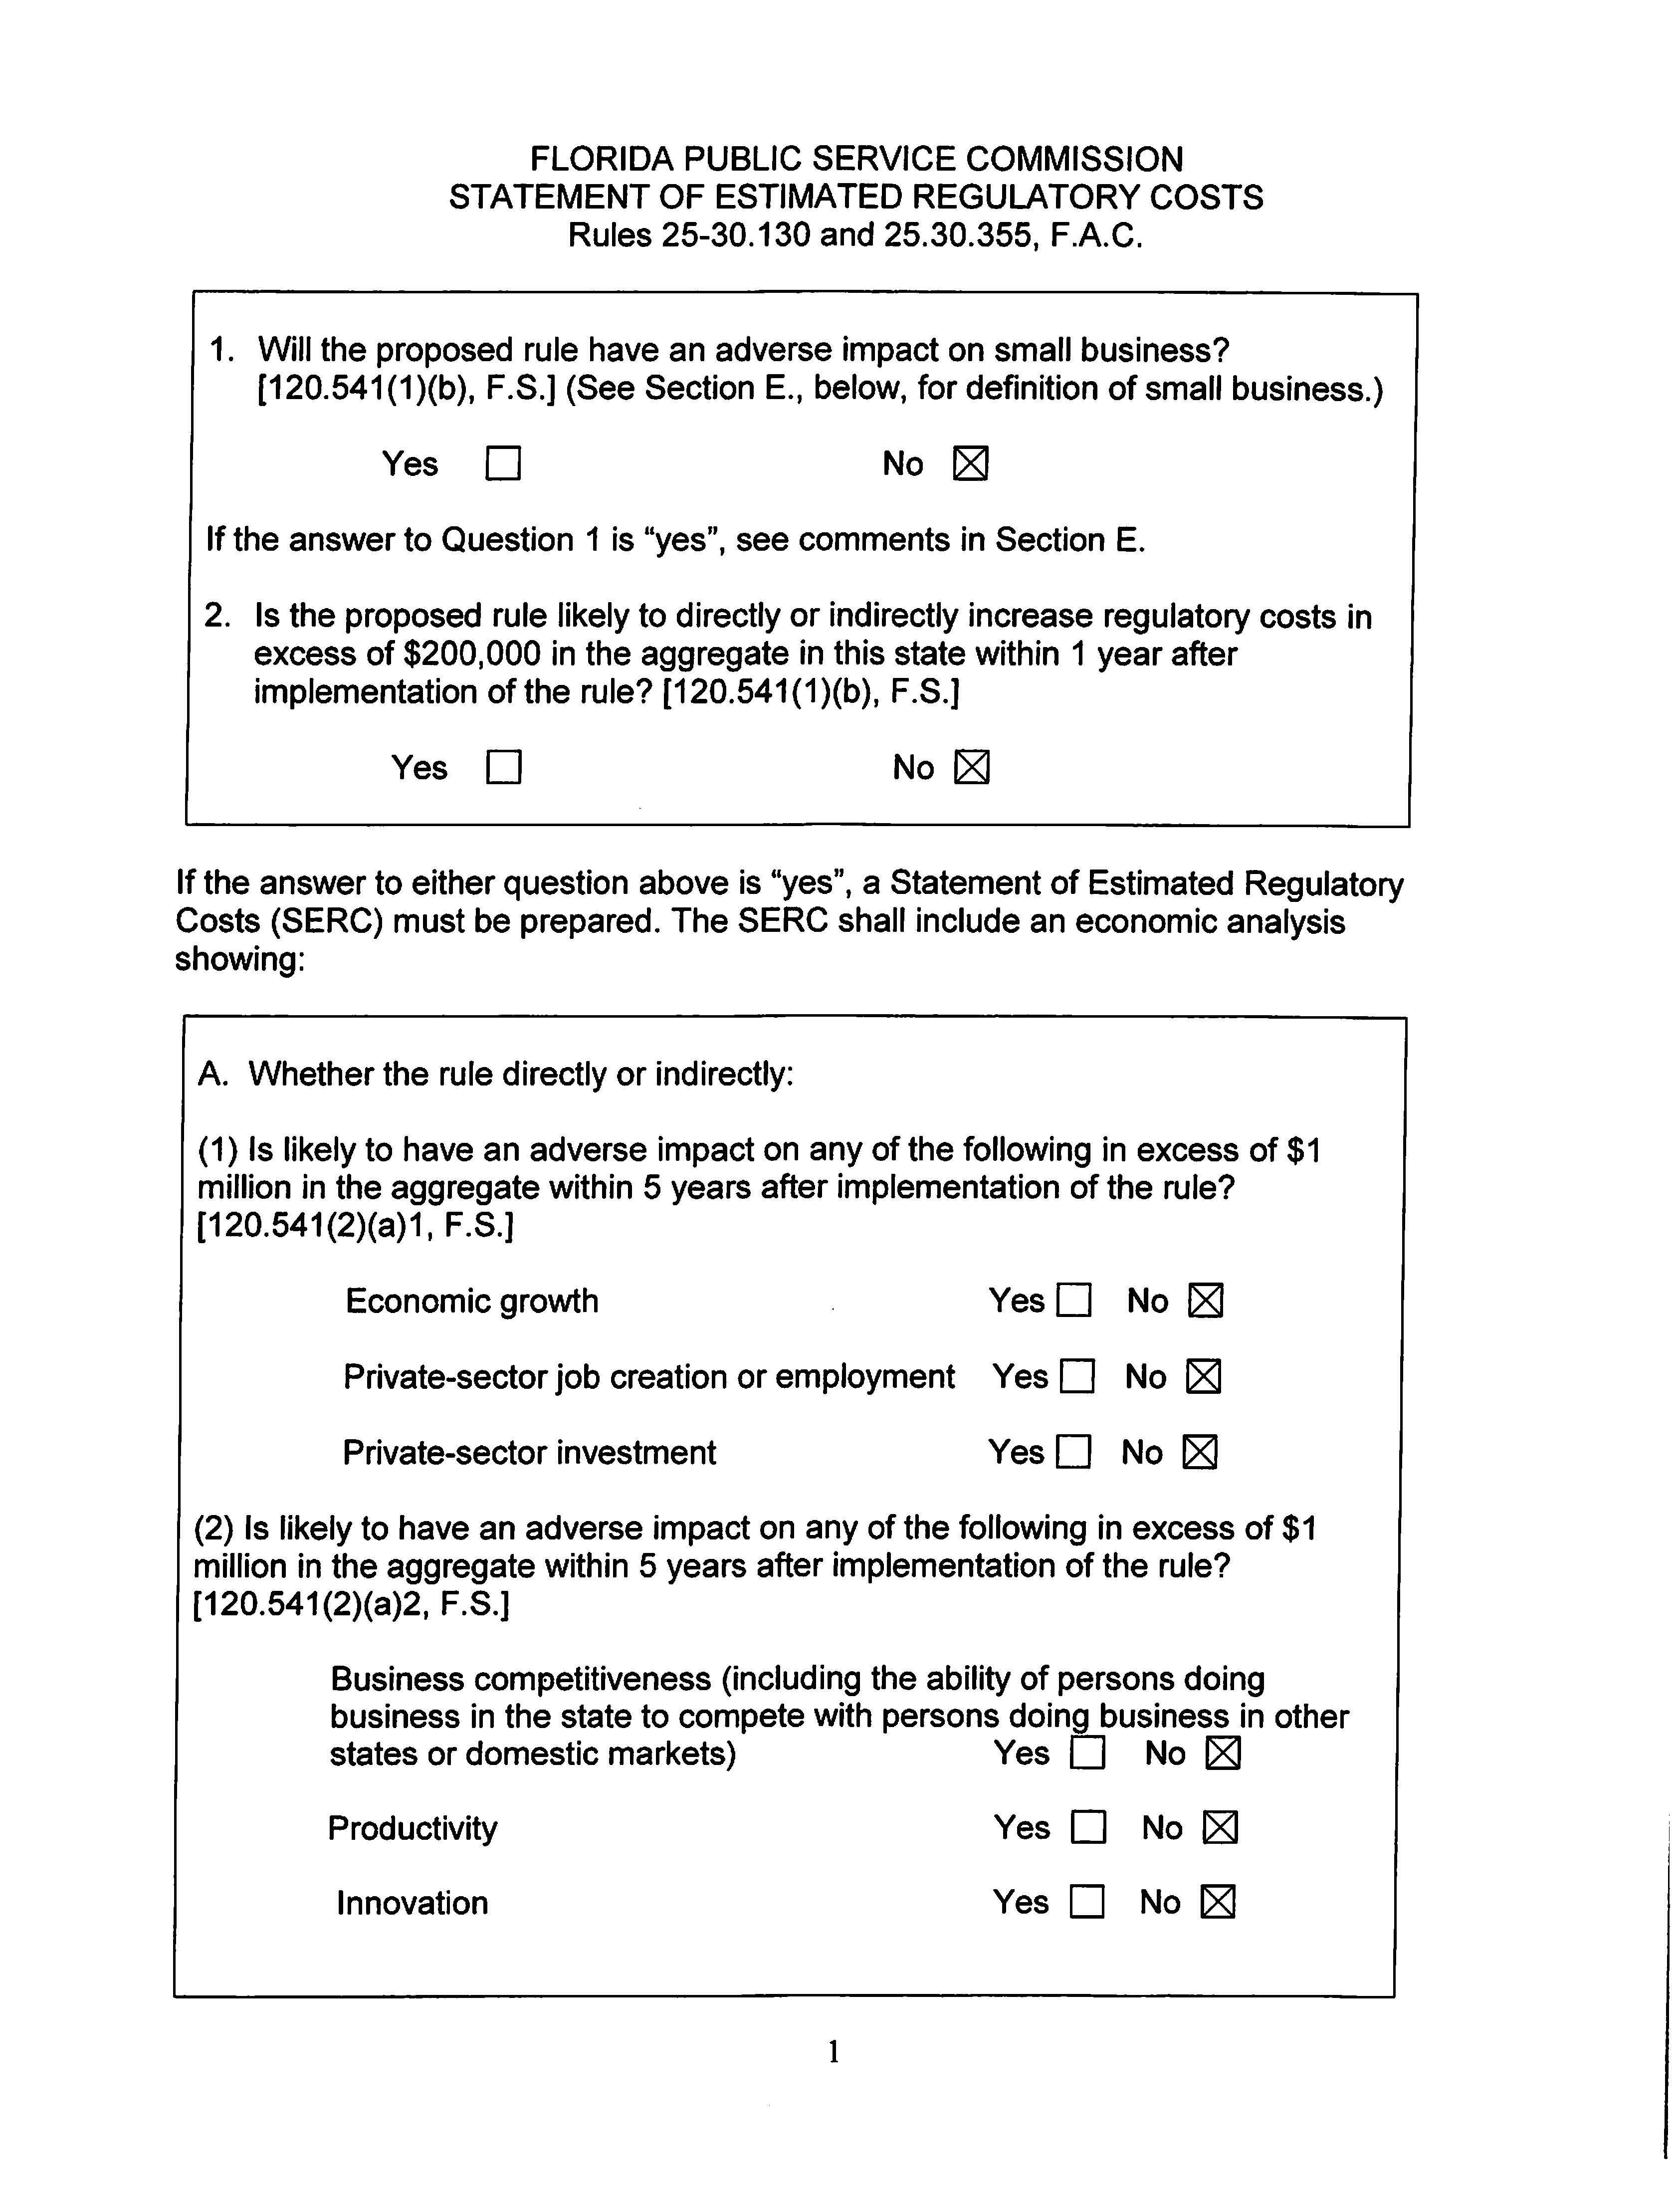 FLORIDA PUBLIC SERVICE COMMISSION
STATEMENT OF ESTIMATED REGULATORY COSTS
Rules 25-30.130 and 25.30.355, F.A.C.
1. Will the proposed rule have an adverse impact on small business?
[120.541(1)(b), F.S.] (See Section E., below, for definition of small business.)
Yes ☐ No ☒
If the answer to Question 1 is “yes”, see comments in Section E.
2. Is the proposed rule likely to directly or indirectly increase regulatory costs in
excess of $200,000 in the aggregate in this state within 1 year after
implementation of the rule? [120.541(1)(b), F.S.]
Yes ☐ No ☒
If the answer to either question above is “yes”, a Statement of Estimated Regulatory
Costs (SERC) must be prepared. The SERC shall include an economic analysis
showing:
A. Whether the rule directly or indirectly:
(1) Is likely to have an adverse impact on any of the following in excess of $1
million in the aggregate within 5 years after implementation of the rule?
[120.541(2)(a)1, F.S.]
Economic growth Yes ☐ No ☒
Private-sector job creation or employment Yes ☐ No ☒
Private-sector investment Yes ☐ No ☒
(2) Is likely to have an adverse impact on any of the following in excess of $1
million in the aggregate within 5 years after implementation of the rule?
[120.541(2)(a)2, F.S.]
Business competitiveness (including the ability of persons doing
business in the state to compete with persons doing business in other
states or domestic markets) Yes ☐ No ☒
Productivity Yes ☐ No ☒
Innovation Yes ☐ No ☒
1